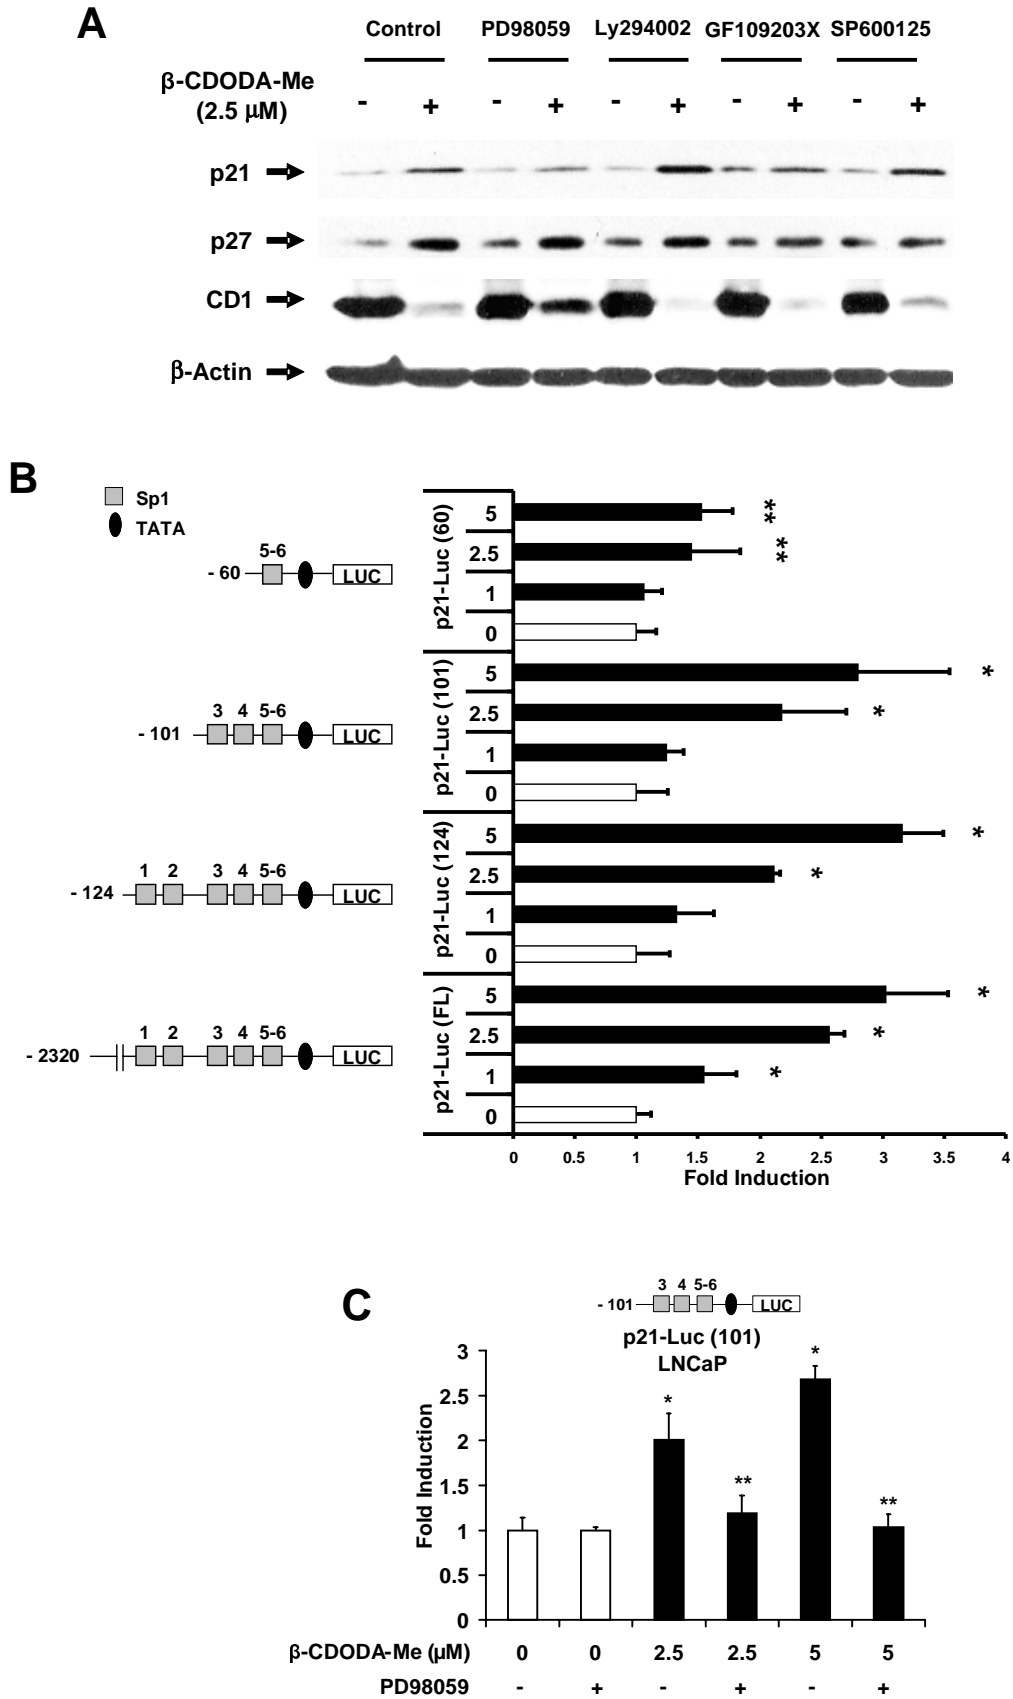 A
Control PD98059 Ly294002 GF109203X SP600125
β-CDODA-Me
(2.5 µM)
- + - + - + - + - +
p21
p27
CD1
β-Actin
B
Sp1
TATA
5-6
- 60 LUC
3 4 5-6
- 101 LUC
1 2 3 4 5-6
- 124 LUC
1 2 3 4 5-6
- 2320 LUC
p21-Luc (60)
5 **
2.5 **
1
0
p21-Luc (101)
5 *
2.5 *
1
0
p21-Luc (124)
5 *
2.5 *
1
0
p21-Luc (FL)
5 *
2.5 *
1 *
0
0 0.5 1 1.5 2 2.5 3 3.5 4
Fold Induction
C
3 4 5-6
- 101 LUC
p21-Luc (101)
LNCaP
Fold Induction
3
2.5
2
1.5
1
0.5
0
* ** * **
β-CDODA-Me (µM) 0 0 2.5 2.5 5 5
PD98059 - + - + - +